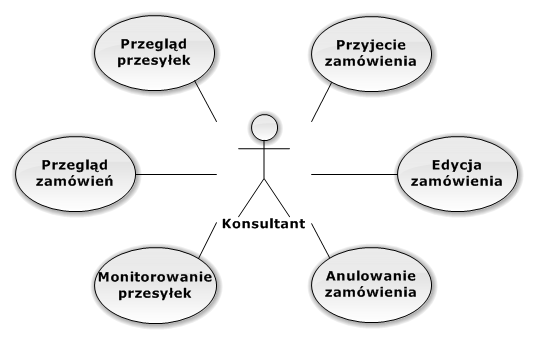 Przegląd
przesyłek
Przyjecie
zamówienia
Przegląd
zamówień
Edycja
zamówienia
Konsultant
Monitorowanie
przesyłek
Anulowanie
zamówienia